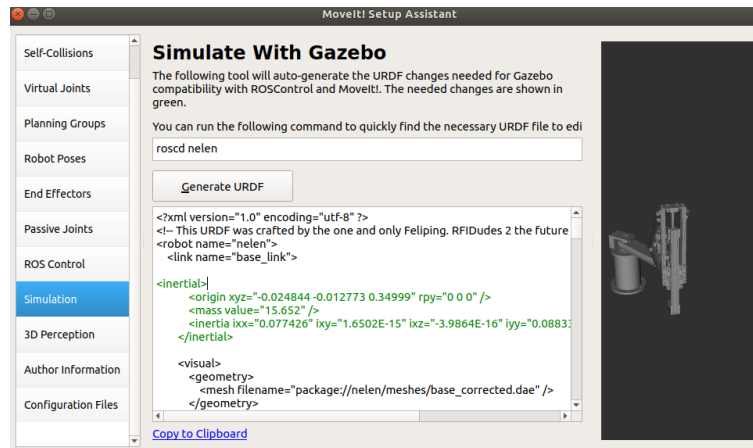 MoveIt! Setup Assistant
Self-Collisions
Virtual Joints
Planning Groups
Robot Poses
End Effectors
Passive Joints
ROS Control
Simulation
3D Perception
Author Information
Configuration Files
Simulate With Gazebo
The following tool will auto-generate the URDF changes needed for Gazebo
compatibility with ROSControl and MoveIt!. The needed changes are shown in
green.
You can run the following command to quickly find the necessary URDF file to edi
roscd nelen
Generate URDF
<?xml version="1.0" encoding="utf-8" ?>
<!-- This URDF was crafted by the one and only Feliping. RFIDudes 2 the future
<robot name="nelen">
<link name="base_link">
<inertial>
<origin xyz="-0.024844 -0.012773 0.34999" rpy="0 0 0" />
<mass value="15.652" />
<inertia ixx="0.077426" ixy="1.6502E-15" ixz="-3.9864E-16" iyy="0.0883
</inertial>
<visual>
<geometry>
<mesh filename="package://nelen/meshes/base_corrected.dae" />
</geometry>
Copy to Clipboard